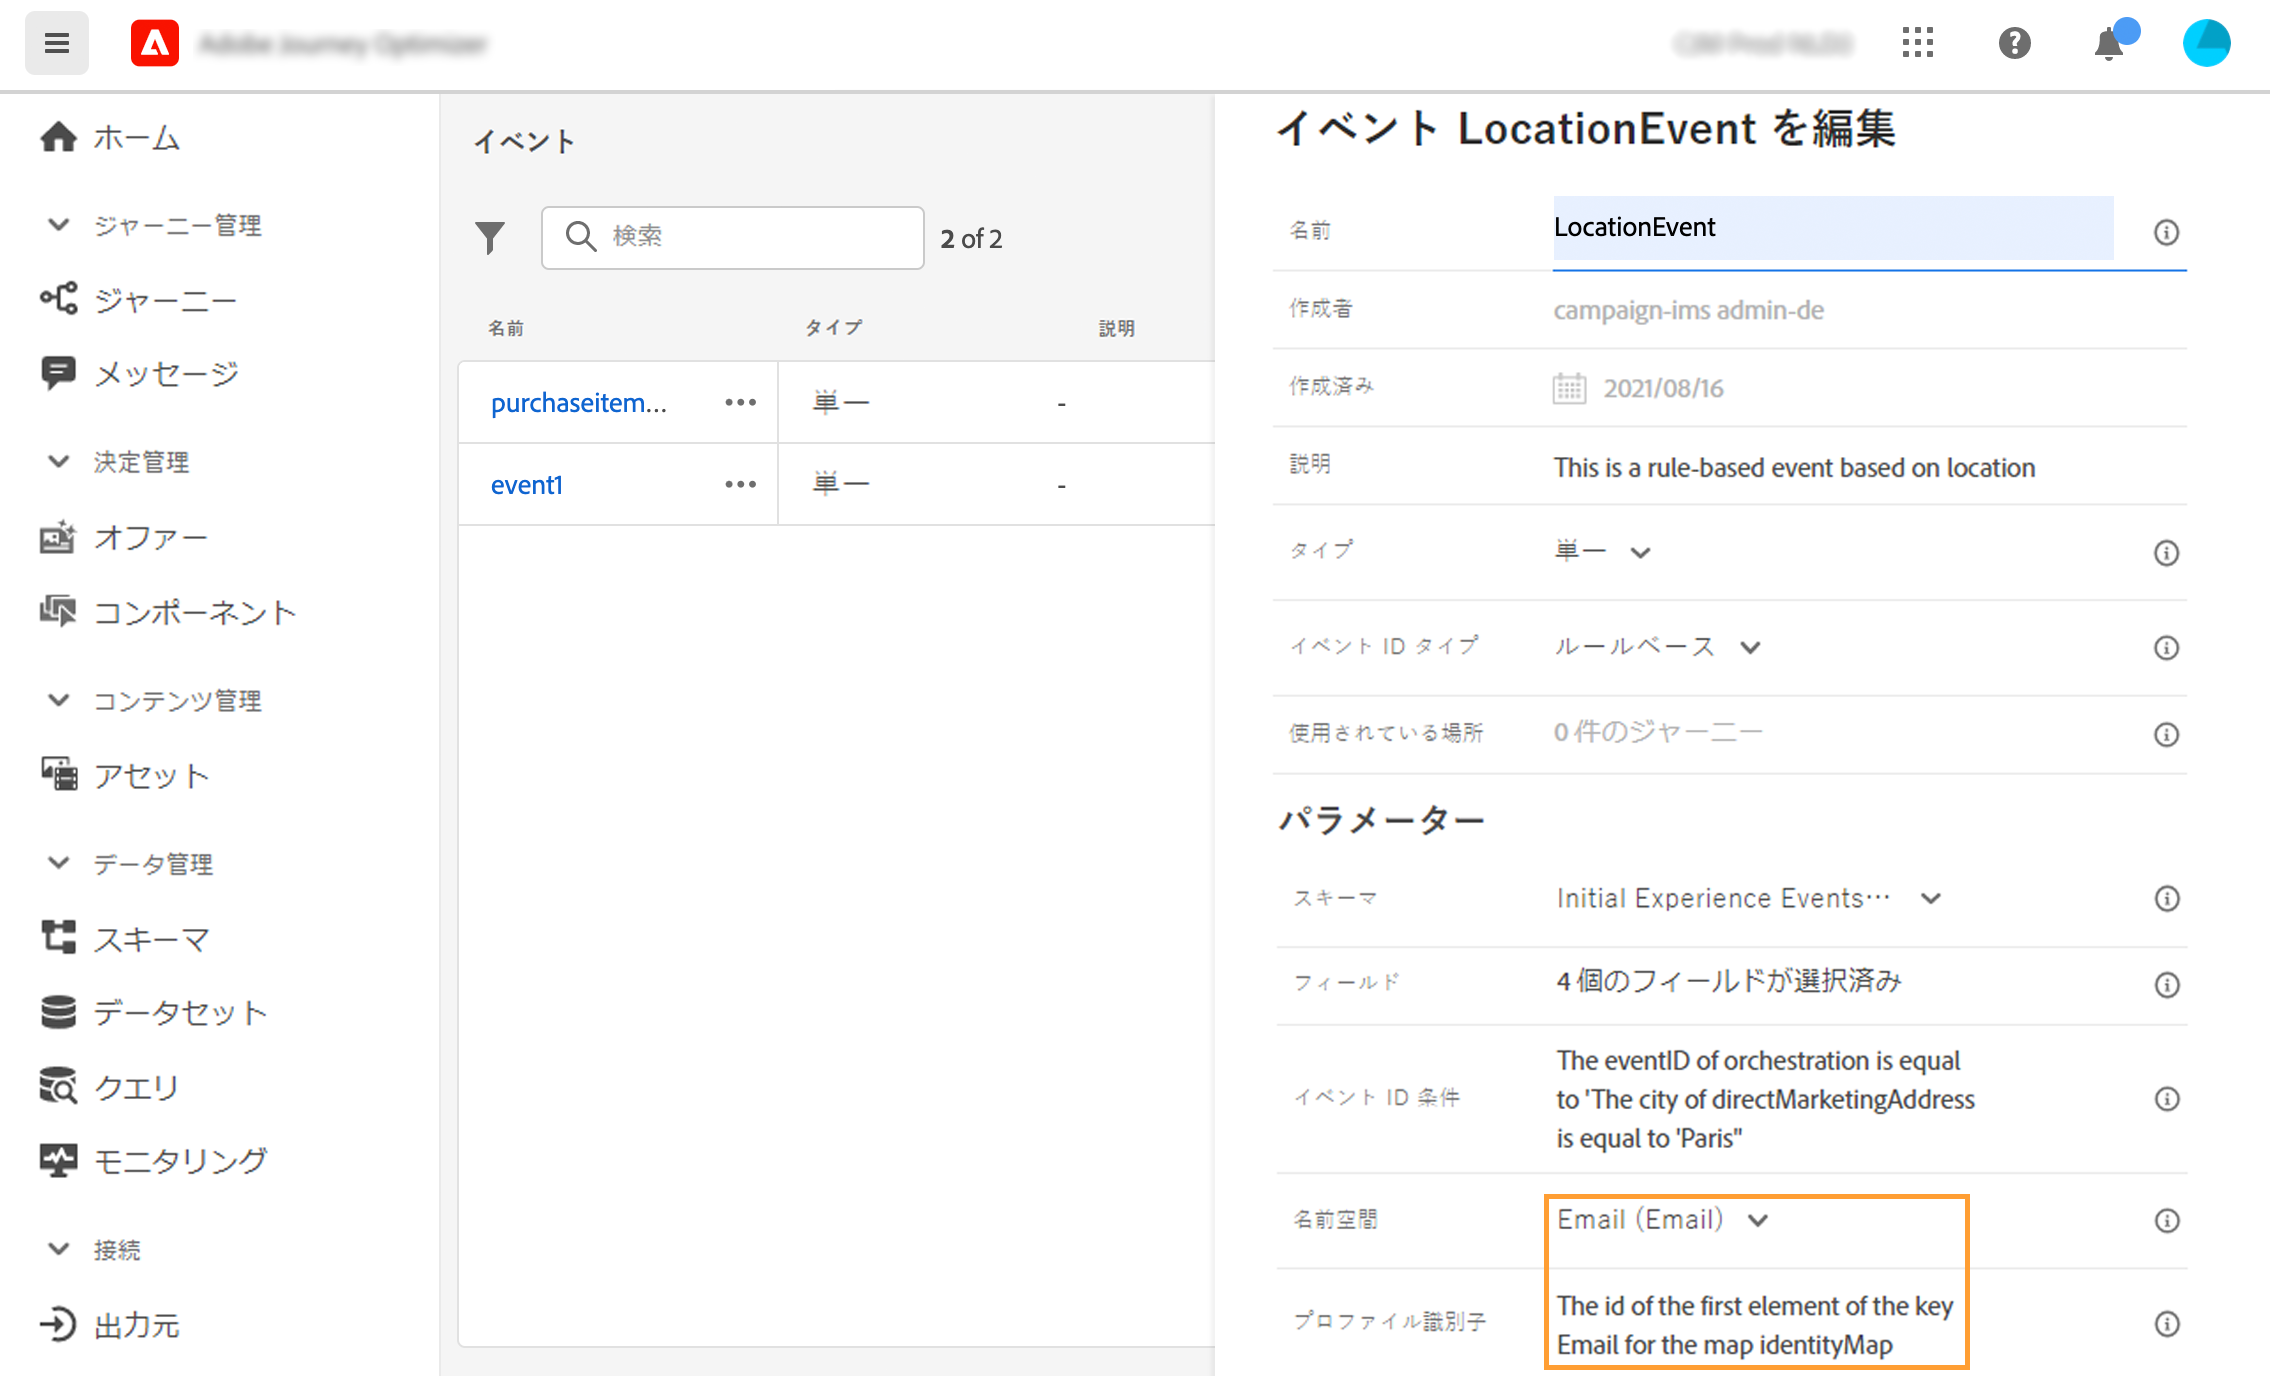 ホーム
ジャーニー管理
ジャーニー
メッセージ
決定管理
オファー
コンポーネント
コンテンツ管理
アセット
データ管理
スキーマ
データセット
クエリ
モニタリング
接続
出力元
イベント
検索
2 of 2
名前 タイプ 説明
purchaseitem... 単一 -
event1 単一 -
イベント LocationEvent を編集
名前 LocationEvent
作成者 campaign-ims admin-de
作成済み 2021/08/16
説明 This is a rule-based event based on location
タイプ 単一
イベント ID タイプ ルールベース
使用されている場所 0 件のジャーニー
パラメーター
スキーマ Initial Experience Events…
フィールド 4 個のフィールドが選択済み
イベント ID 条件
The eventID of orchestration is equal
to 'The city of directMarketingAddress
is equal to 'Paris''
名前空間 Email (Email)
プロファイル識別子
The id of the first element of the key
Email for the map identityMap